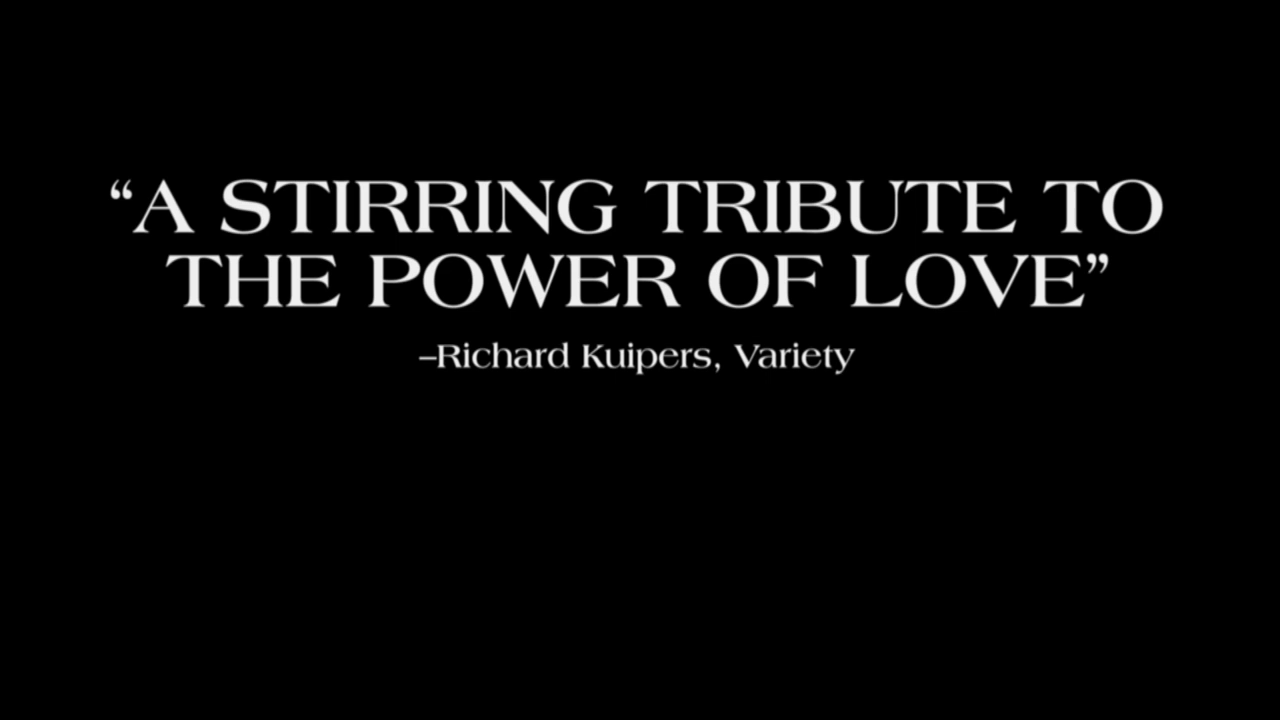 “A STIRRING TRIBUTE TO
THE POWER OF LOVE”
–Richard Kuipers, Variety